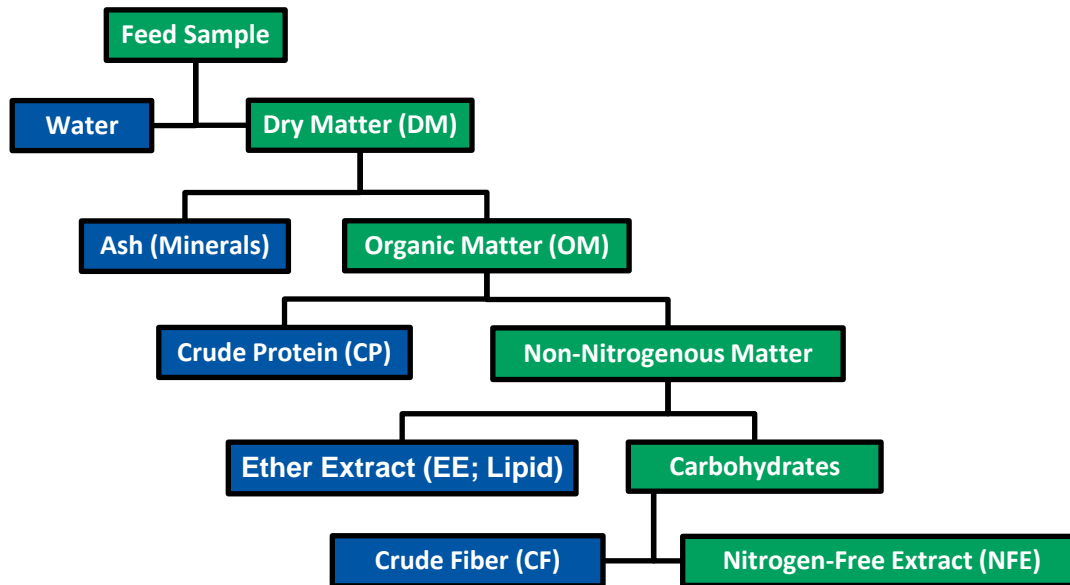 Feed Sample
Water
Dry Matter (DM)
Ash (Minerals)
Organic Matter (OM)
Crude Protein (CP)
Non-Nitrogenous Matter
Ether Extract (EE; Lipid)
Carbohydrates
Crude Fiber (CF)
Nitrogen-Free Extract (NFE)